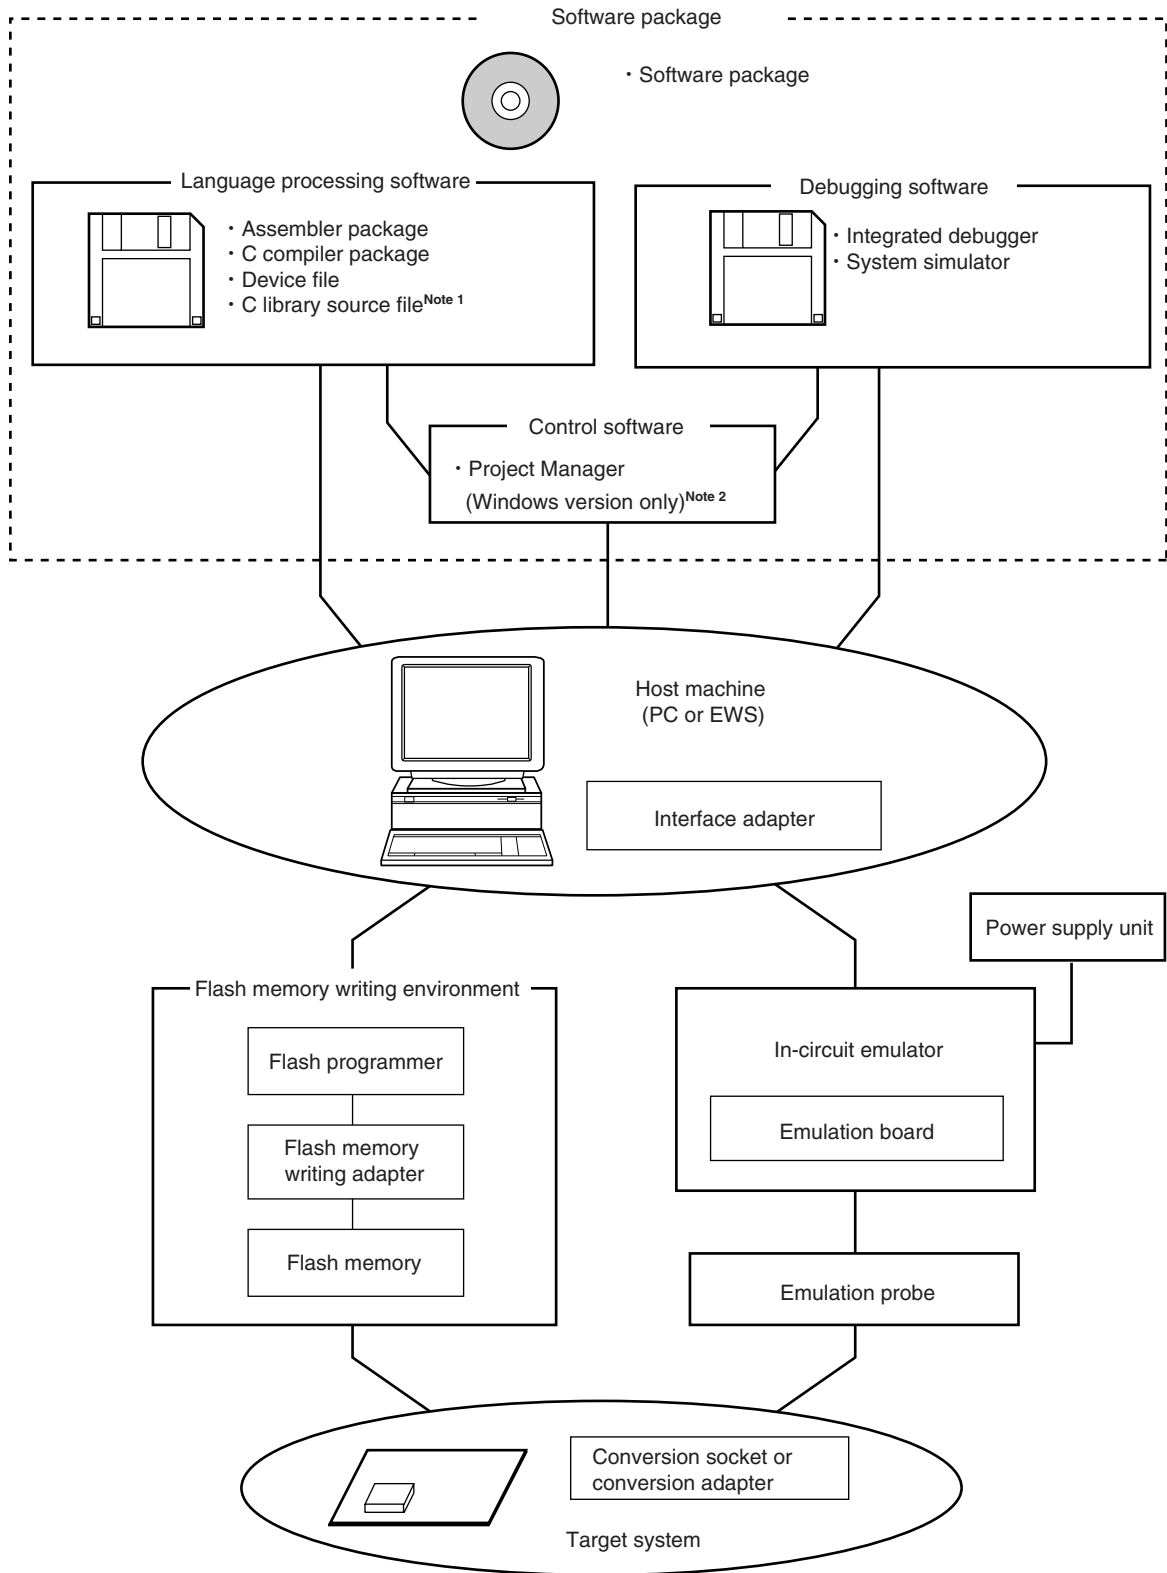 Software package
・Software package
Language processing software
・Assembler package
・C compiler package
・Device file
・C library source fileNote 1
Debugging software
・Integrated debugger
・System simulator
Control software
・Project Manager
(Windows version only)Note 2
Host machine
(PC or EWS)
Interface adapter
Power supply unit
Flash memory writing environment
Flash programmer
Flash memory
writing adapter
Flash memory
In-circuit emulator
Emulation board
Emulation probe
Conversion socket or
conversion adapter
Target system